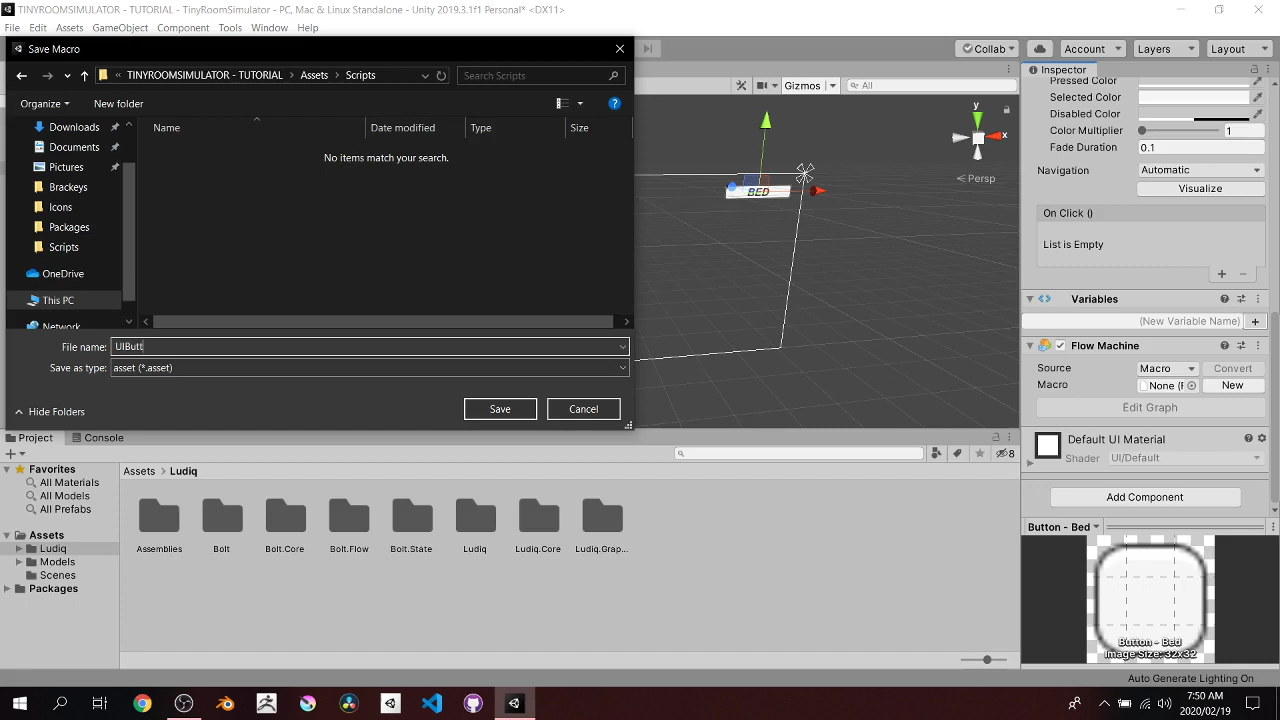 TINYROOMSIMULATOR - TUTORIAL - TinyRoomSimulator - PC, Mac & Linux Standalone - Unity 2019.3.1f1 Personal* <DX11>
File Edit Assets GameObject Component Tools Window Help
Save Macro
Collab Account Layers Layout
« TINYROOMSIMULATOR - TUTORIAL > Assets > Scripts
Search Scripts
Inspector
Organize New folder
Gizmos All
Pressed Color
Selected Color
Disabled Color
Color Multiplier 1
Fade Duration 0.1
Navigation Automatic
Visualize
On Click ()
List is Empty
Name Date modified Type Size
No items match your search.
Downloads
Documents
Pictures
Brackeys
Icons
Packages
Scripts
OneDrive
This PC
Network
y
x
Persp
BED
Variables
(New Variable Name)
Flow Machine
Source Macro Convert
Macro None (F New
Edit Graph
Default UI Material
Shader UI/Default
Add Component
File name: UIButt
Save as type: asset (*.asset)
Hide Folders
Save Cancel
Project Console
8
Favorites
All Materials
All Models
All Prefabs
Assets
Ludiq
Models
Scenes
Packages
Assets > Ludiq
Assemblies Bolt Bolt.Core Bolt.Flow Bolt.State Ludiq Ludiq.Core Ludiq.Grap...
Button - Bed
Button - Bed
Image Size: 32x32
Auto Generate Lighting On
7:50 AM
2020/02/19